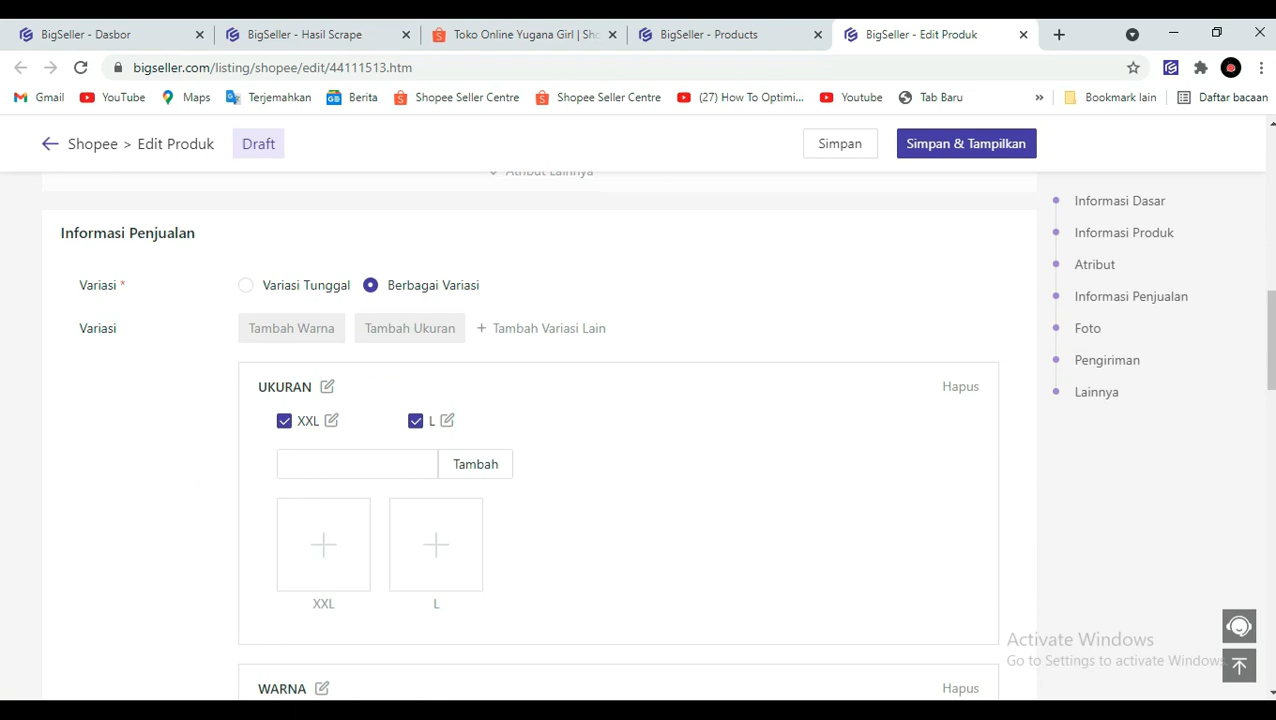 BigSeller - Dasbor
BigSeller - Hasil Scrape
Toko Online Yugana Girl | Sho
BigSeller - Products
BigSeller - Edit Produk
bigseller.com/listing/shopee/edit/44111513.htm
Gmail
YouTube
Maps
Terjemahkan
Berita
Shopee Seller Centre
Shopee Seller Centre
(27) How To Optimi...
Youtube
Tab Baru
»
Bookmark lain
Daftar bacaan
Shopee > Edit Produk
Draft
Simpan
Simpan & Tampilkan
Atribut Lainnya
Informasi Dasar
Informasi Produk
Atribut
Informasi Penjualan
Foto
Pengiriman
Lainnya
Informasi Penjualan
Variasi *
Variasi Tunggal
Berbagai Variasi
Variasi
Tambah Warna
Tambah Ukuran
+ Tambah Variasi Lain
UKURAN
Hapus
XXL
L
Tambah
XXL
L
WARNA
Hapus
Activate Windows
Go to Settings to activate Windows.